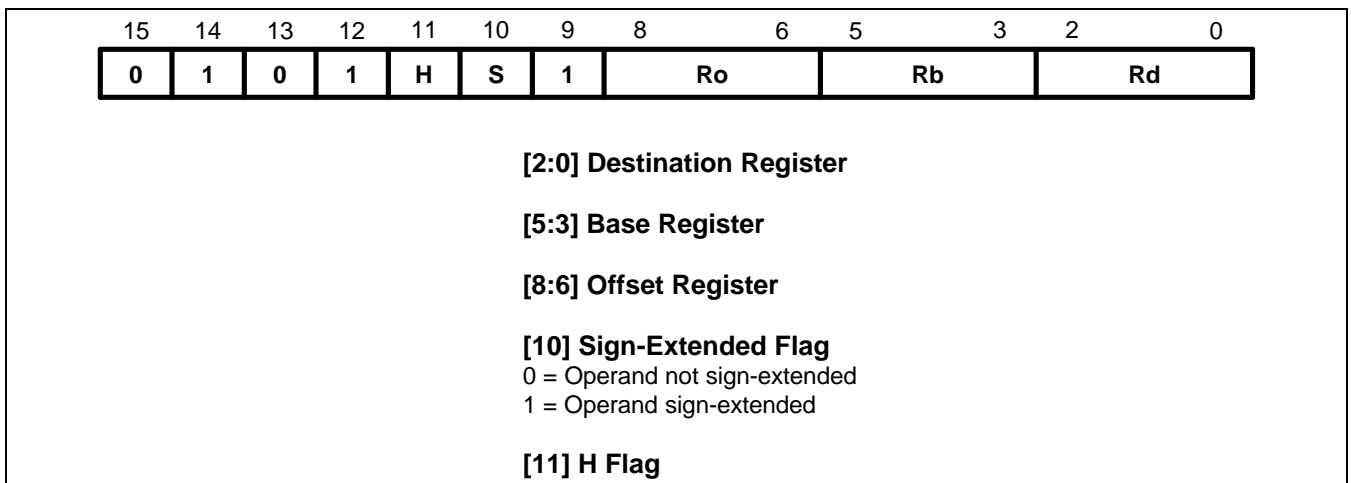 15 14 13 12 11 10 9 8 6 5 3 2 0
0 1 0 1 H S 1 Ro Rb Rd
[2:0] Destination Register
[5:3] Base Register
[8:6] Offset Register
[10] Sign-Extended Flag
0 = Operand not sign-extended
1 = Operand sign-extended
[11] H Flag